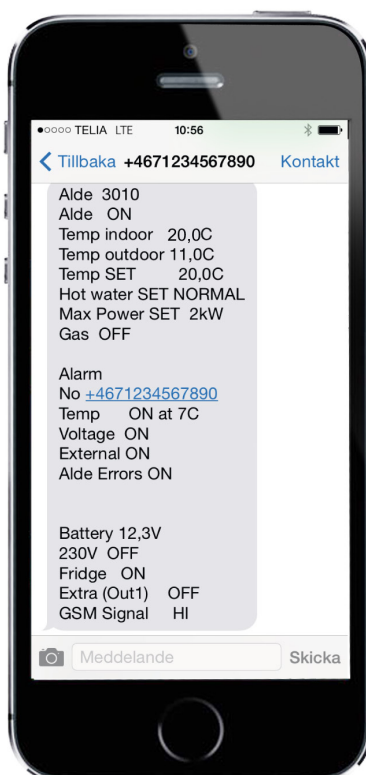 TELIA LTE 10:56
Tillbaka +4671234567890 Kontakt
Alde 3010
Alde ON
Temp indoor 20,0C
Temp outdoor 11,0C
Temp SET 20,0C
Hot water SET NORMAL
Max Power SET 2kW
Gas OFF
Alarm
No +4671234567890
Temp ON at 7C
Voltage ON
External ON
Alde Errors ON
Battery 12,3V
230V OFF
Fridge ON
Extra (Out1) OFF
GSM Signal HI
Meddelande Skicka